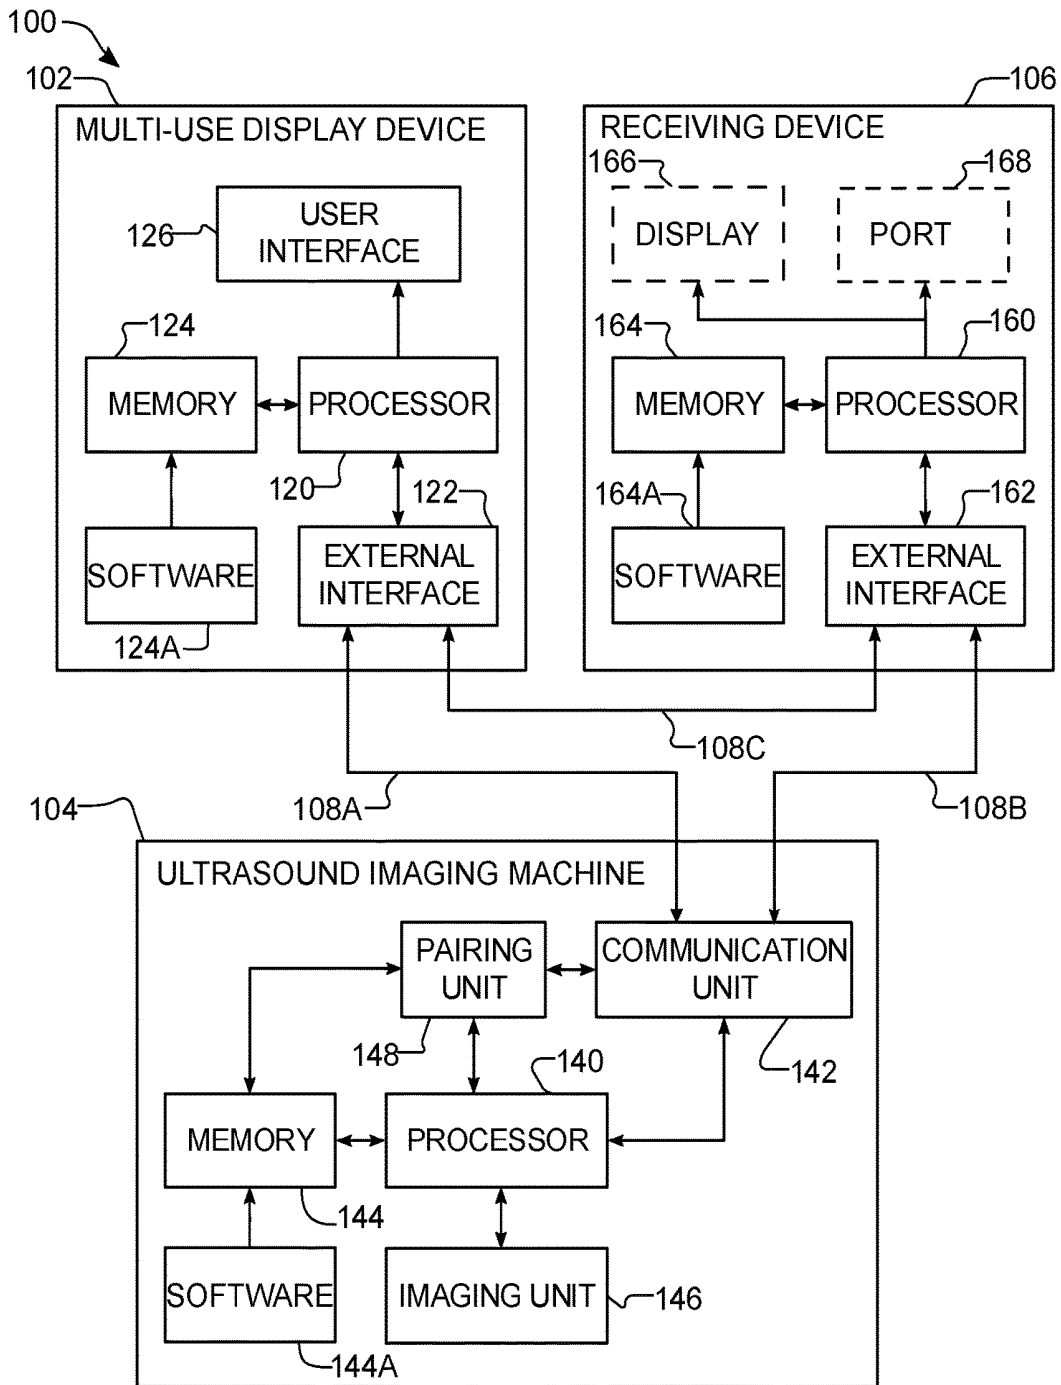 100
102
106
MULTI-USE DISPLAY DEVICE
126
USER
INTERFACE
124
MEMORY
PROCESSOR
120
122
SOFTWARE
124A
EXTERNAL
INTERFACE
RECEIVING DEVICE
166
168
DISPLAY
PORT
164
160
MEMORY
PROCESSOR
164A
162
SOFTWARE
EXTERNAL
INTERFACE
108C
108A
108B
104
ULTRASOUND IMAGING MACHINE
PAIRING
UNIT
COMMUNICATION
UNIT
148
140
142
MEMORY
PROCESSOR
144
SOFTWARE
IMAGING UNIT
146
144A